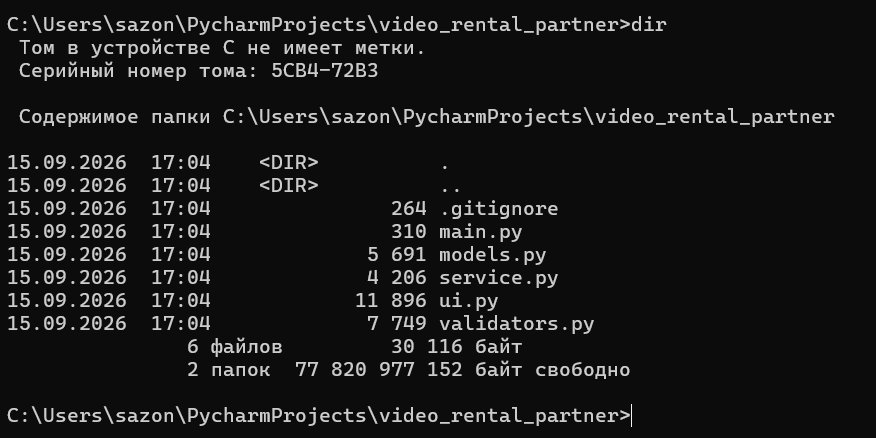 C:\Users\sazon\PycharmProjects\video_rental_partner>dir
 Том в устройстве C не имеет метки.
 Серийный номер тома: 5CB4-72B3

 Содержимое папки C:\Users\sazon\PycharmProjects\video_rental_partner

15.09.2026  17:04    <DIR>          .
15.09.2026  17:04    <DIR>          ..
15.09.2026  17:04               264 .gitignore
15.09.2026  17:04               310 main.py
15.09.2026  17:04             5 691 models.py
15.09.2026  17:04             4 206 service.py
15.09.2026  17:04            11 896 ui.py
15.09.2026  17:04             7 749 validators.py
               6 файлов         30 116 байт
               2 папок  77 820 977 152 байт свободно

C:\Users\sazon\PycharmProjects\video_rental_partner>